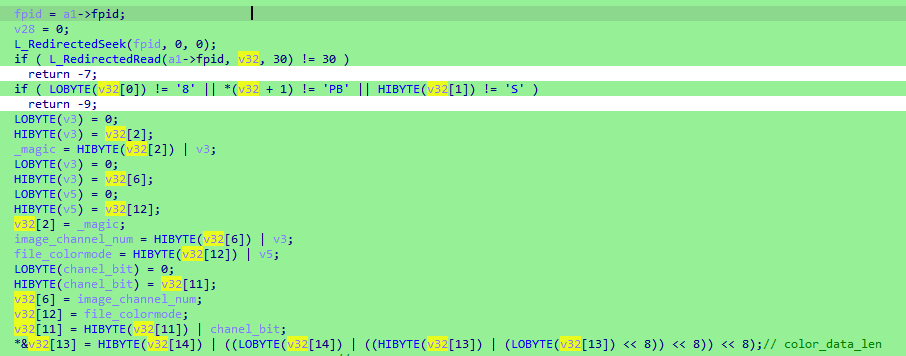 fpid = a1->fpid;
v28 = 0;
L_RedirectedSeek(fpid, 0, 0);
if ( L_RedirectedRead(a1->fpid, v32, 30) != 30 )
return -7;
if ( LOBYTE(v32[0]) != '8' || *(v32 + 1) != 'PB' || HIBYTE(v32[1]) != 'S' )
return -9;
LOBYTE(v3) = 0;
HIBYTE(v3) = v32[2];
_magic = HIBYTE(v32[2]) | v3;
LOBYTE(v3) = 0;
HIBYTE(v3) = v32[6];
LOBYTE(v5) = 0;
HIBYTE(v5) = v32[12];
v32[2] = _magic;
image_channel_num = HIBYTE(v32[6]) | v3;
file_colormode = HIBYTE(v32[12]) | v5;
LOBYTE(chanel_bit) = 0;
HIBYTE(chanel_bit) = v32[11];
v32[6] = image_channel_num;
v32[12] = file_colormode;
v32[11] = HIBYTE(v32[11]) | chanel_bit;
*&v32[13] = HIBYTE(v32[14]) | ((LOBYTE(v32[14]) | ((HIBYTE(v32[13]) | (LOBYTE(v32[13]) << 8)) << 8)) << 8);// color_data_len